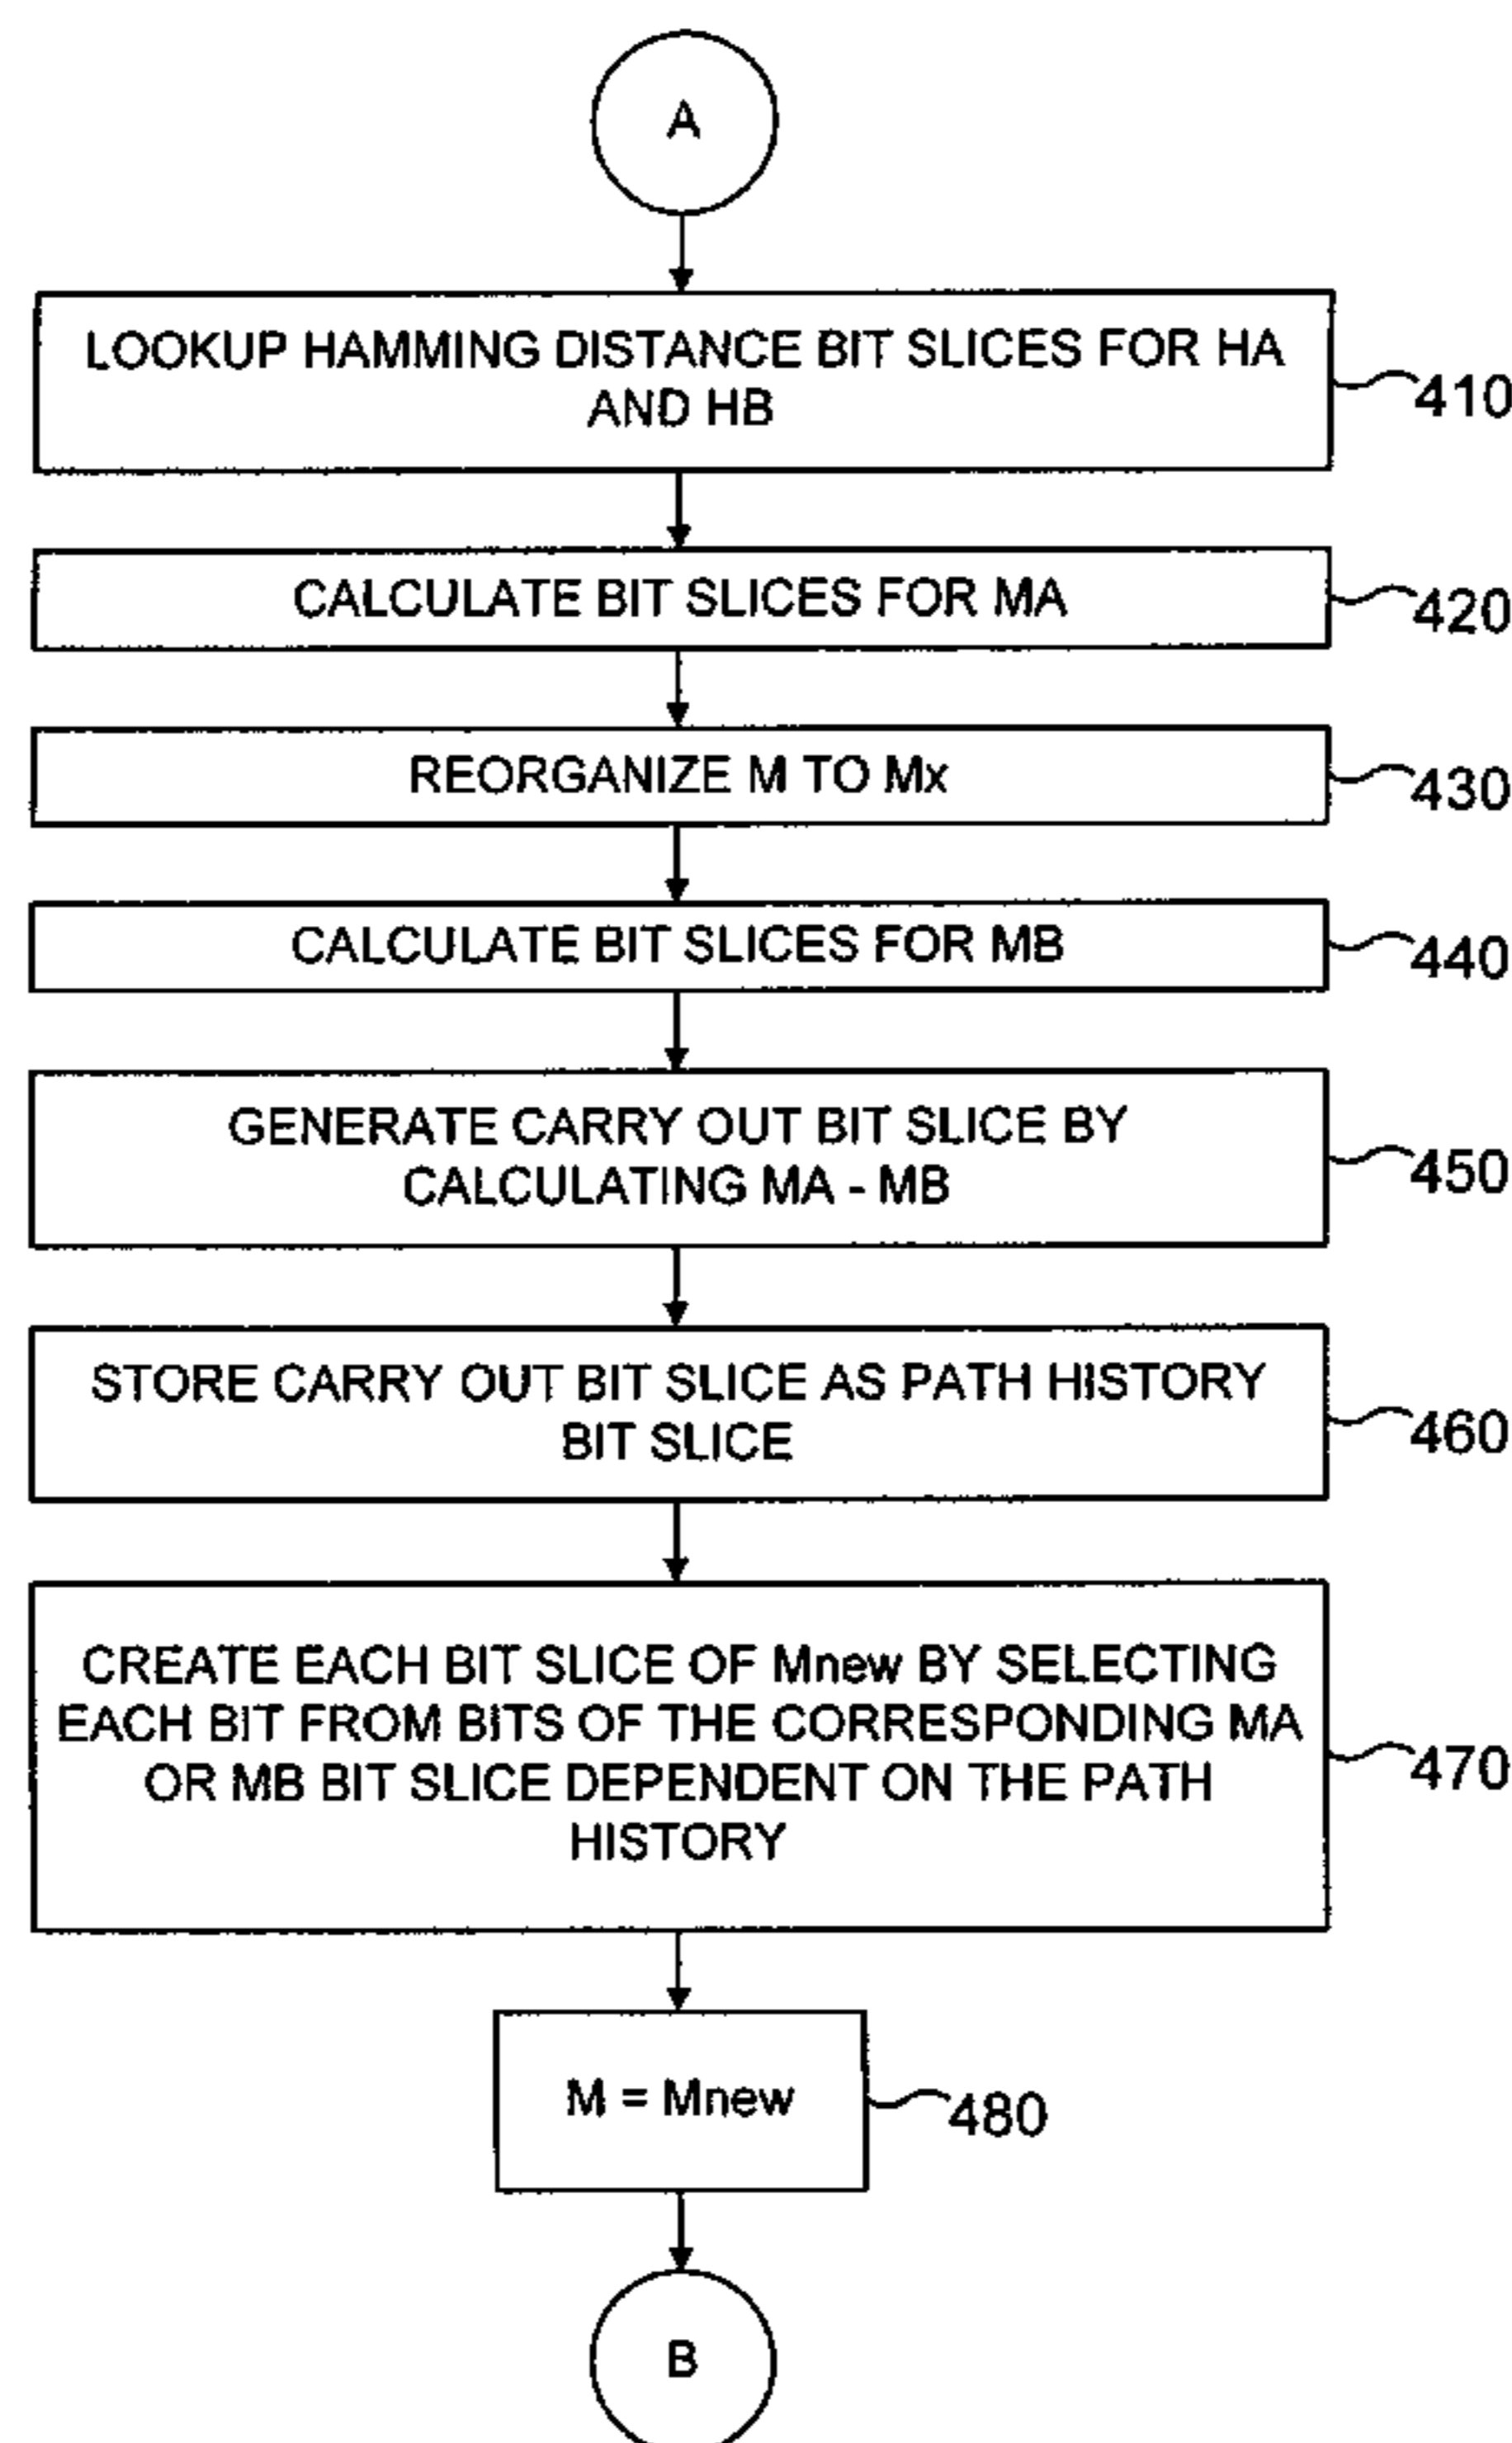 A
LOOKUP HAMMING DISTANCE BIT SLICES FOR HA
AND HB
410
CALCULATE BIT SLICES FOR MA
420
REORGANIZE M TO Mx
430
CALCULATE BIT SLICES FOR MB
440
GENERATE CARRY OUT BIT SLICE BY
CALCULATING MA - MB
450
STORE CARRY OUT BIT SLICE AS PATH HISTORY
BIT SLICE
460
CREATE EACH BIT SLICE OF Mnew BY SELECTING
EACH BIT FROM BITS OF THE CORRESPONDING MA
OR MB BIT SLICE DEPENDENT ON THE PATH
HISTORY
470
M = Mnew
480
B